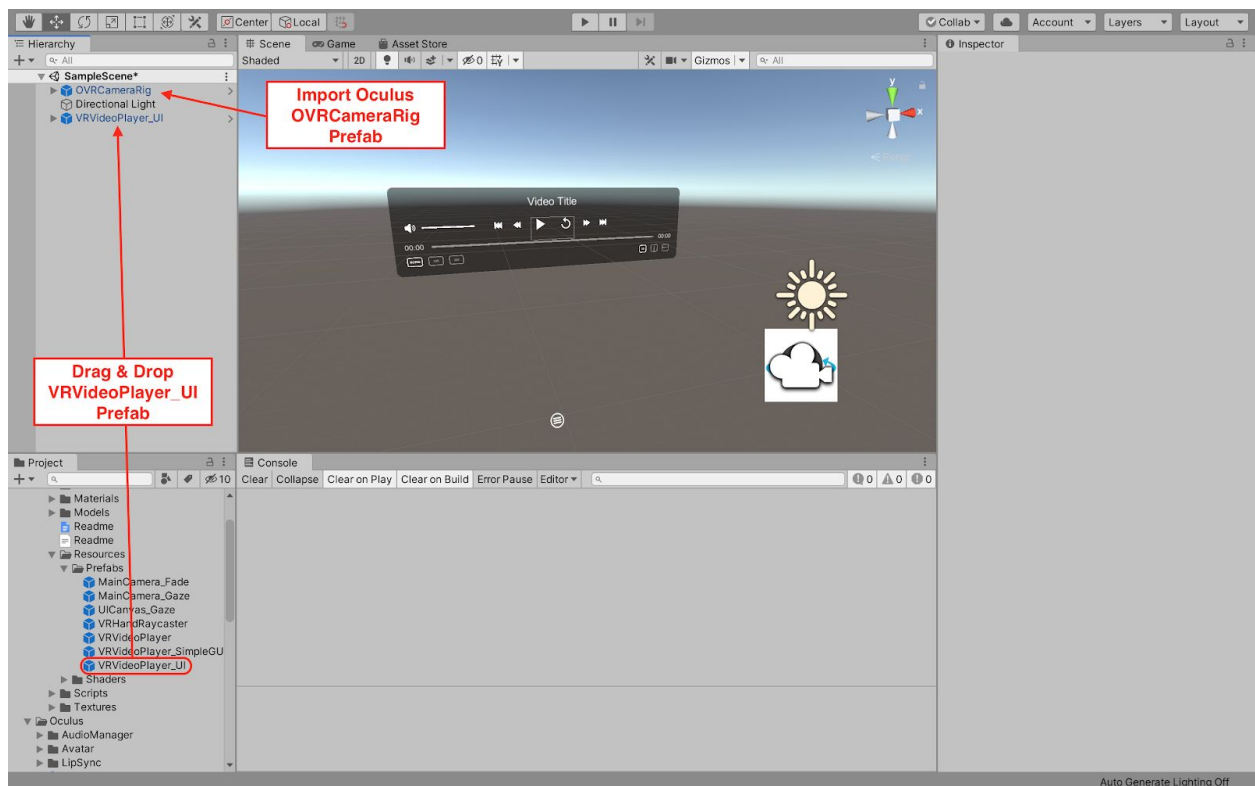 Center Local
Collab Account Layers Layout
Hierarchy
All
SampleScene*
OVRCameraRig
Directional Light
VRVideoPlayer_UI
# Scene Game Asset Store
Shaded 2D 0 Gizmos All
Inspector
Import Oculus
OVRCameraRig
Prefab
y
x
Persp
Video Title
00:00 00:00
Drag & Drop
VRVideoPlayer_UI
Prefab
Project
10
Materials
Models
Readme
Readme
Resources
Prefabs
MainCamera_Fade
MainCamera_Gaze
UICanvas_Gaze
VRHandRaycaster
VRVideoPlayer
VRVideoPlayer_SimpleGU
VRVideoPlayer_UI
Shaders
Scripts
Textures
Oculus
AudioManager
Avatar
LipSync
Console
Clear Collapse Clear on Play Clear on Build Error Pause Editor 0 0 0
Auto Generate Lighting Off